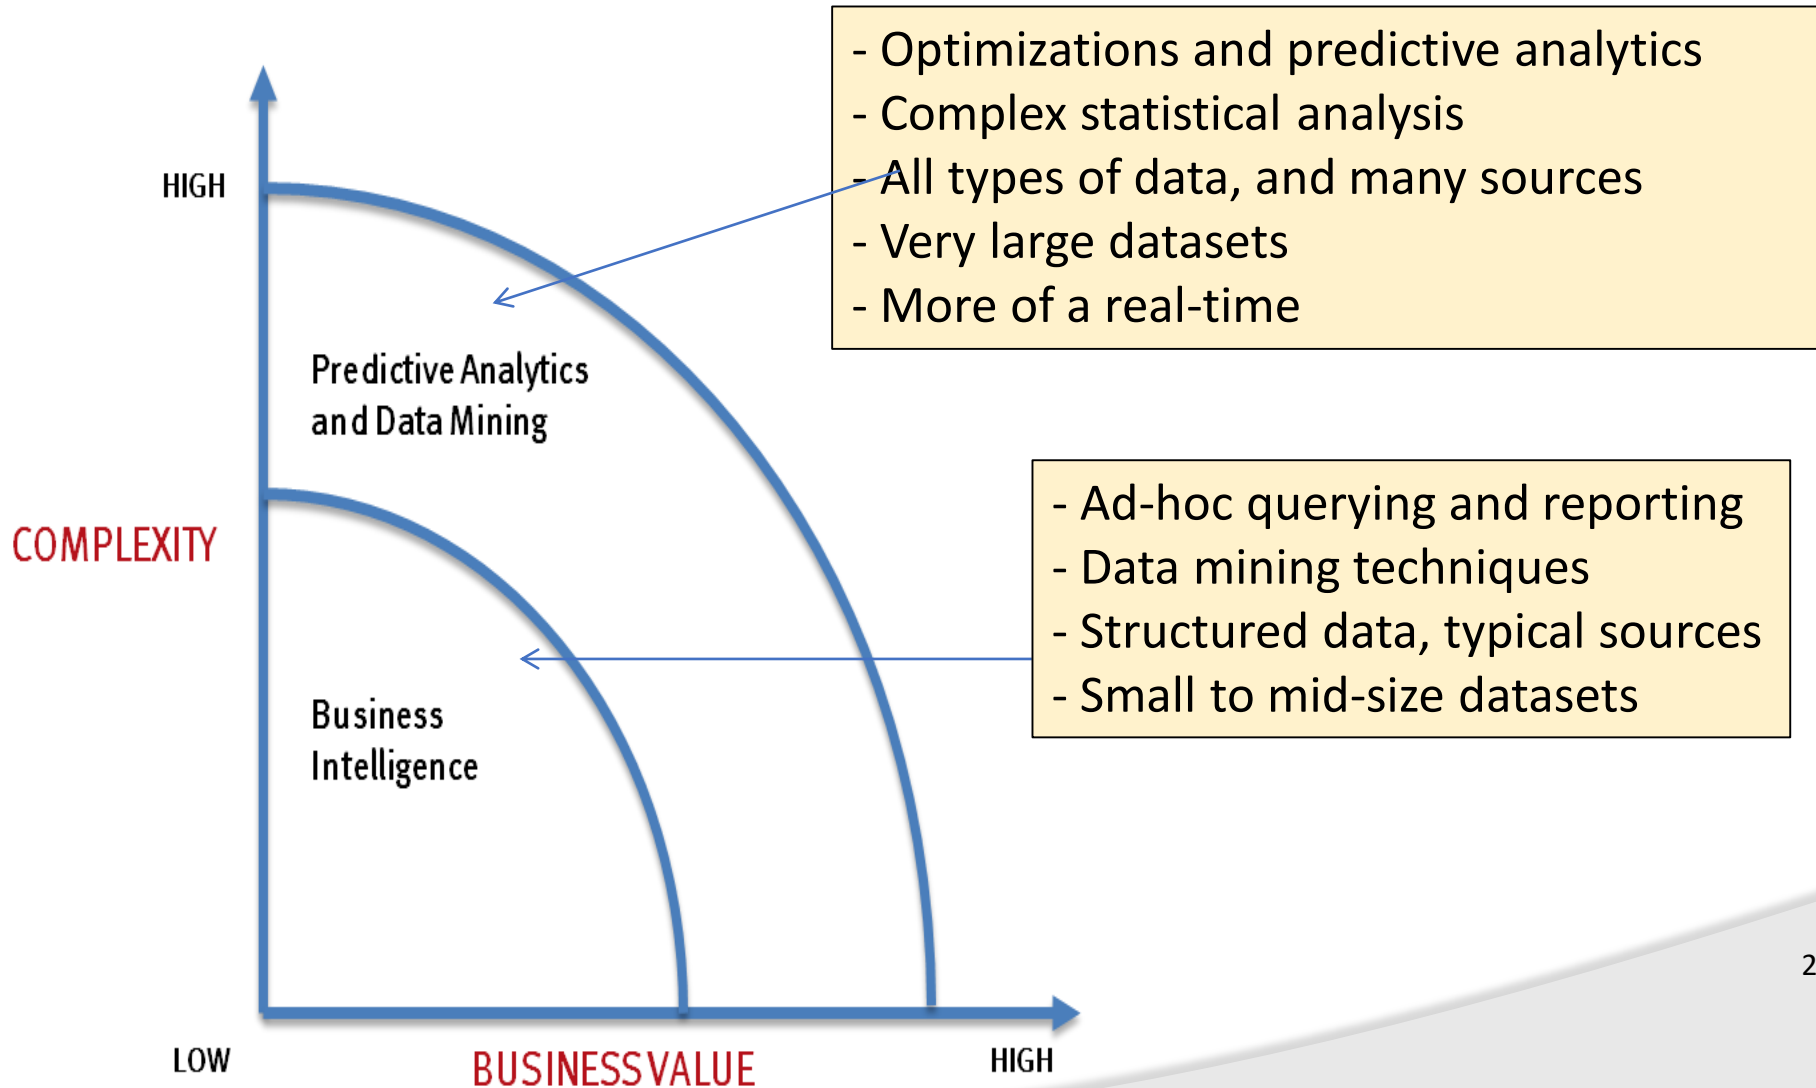 - Optimizations and predictive analytics
- Complex statistical analysis
- All types of data, and many sources
- Very large datasets
- More of a real-time
HIGH
Predictive Analytics
and Data Mining
- Ad-hoc querying and reporting
- Data mining techniques
- Structured data, typical sources
- Small to mid-size datasets
COMPLEXITY
Business
Intelligence
2
LOW
BUSINESS VALUE
HIGH